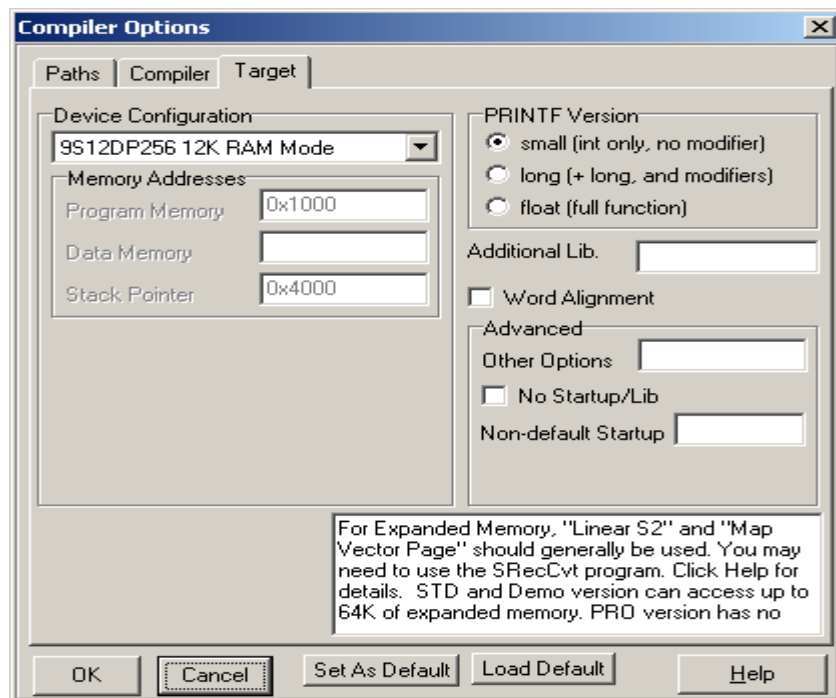 Compiler Options
Paths
Compiler
Target
Device Configuration
9S12DP256 12K RAM Mode
Memory Addresses
Program Memory
0x1000
Data Memory
Stack Pointer
0x4000
PRINTF Version
small (int only, no modifier)
long (+ long, and modifiers)
float (full function)
Additional Lib.
Word Alignment
Advanced
Other Options
No Startup/Lib
Non-default Startup
For Expanded Memory, "Linear S2" and "Map
Vector Page" should generally be used. You may
need to use the SRecCvt program. Click Help for
details. STD and Demo version can access up to
64K of expanded memory. PRO version has no
OK
Cancel
Set As Default
Load Default
Help